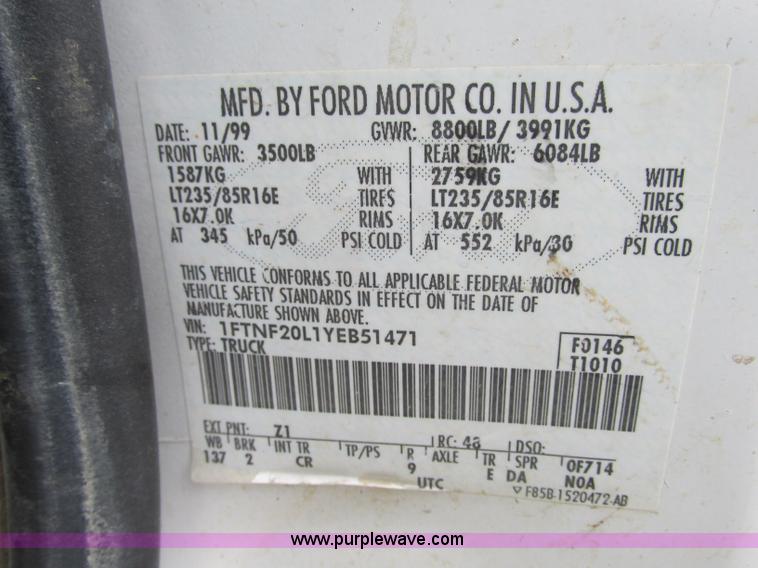 MFD. BY FORD MOTOR CO. IN U.S.A.
DATE: 11/99 GVWR: 8800LB/ 3991KG
FRONT GAWR: 3500LB REAR GAWR: 6084LB
1587KG WITH 2759KG WITH
LT235/85R16E TIRES LT235/85R16E TIRES
16X7.0K RIMS 16X7.0K RIMS
AT 345 kPa/50 PSI COLD AT 552 kPa/30 PSI COLD
THIS VEHICLE CONFORMS TO ALL APPLICABLE FEDERAL MOTOR
VEHICLE SAFETY STANDARDS IN EFFECT ON THE DATE OF
MANUFACTURE SHOWN ABOVE.
VIN: 1FTNF20L1YEB51471 F0146
TYPE: TRUCK T1010
EXT PNT: Z1 RC: 48 DSO:
WB BRK INT TR TP/PS R AXLE TR SPR OF714
137 2 CR 9 E DA NOA
UTC
▽ F85B-1520472-AB
www.purplewave.com